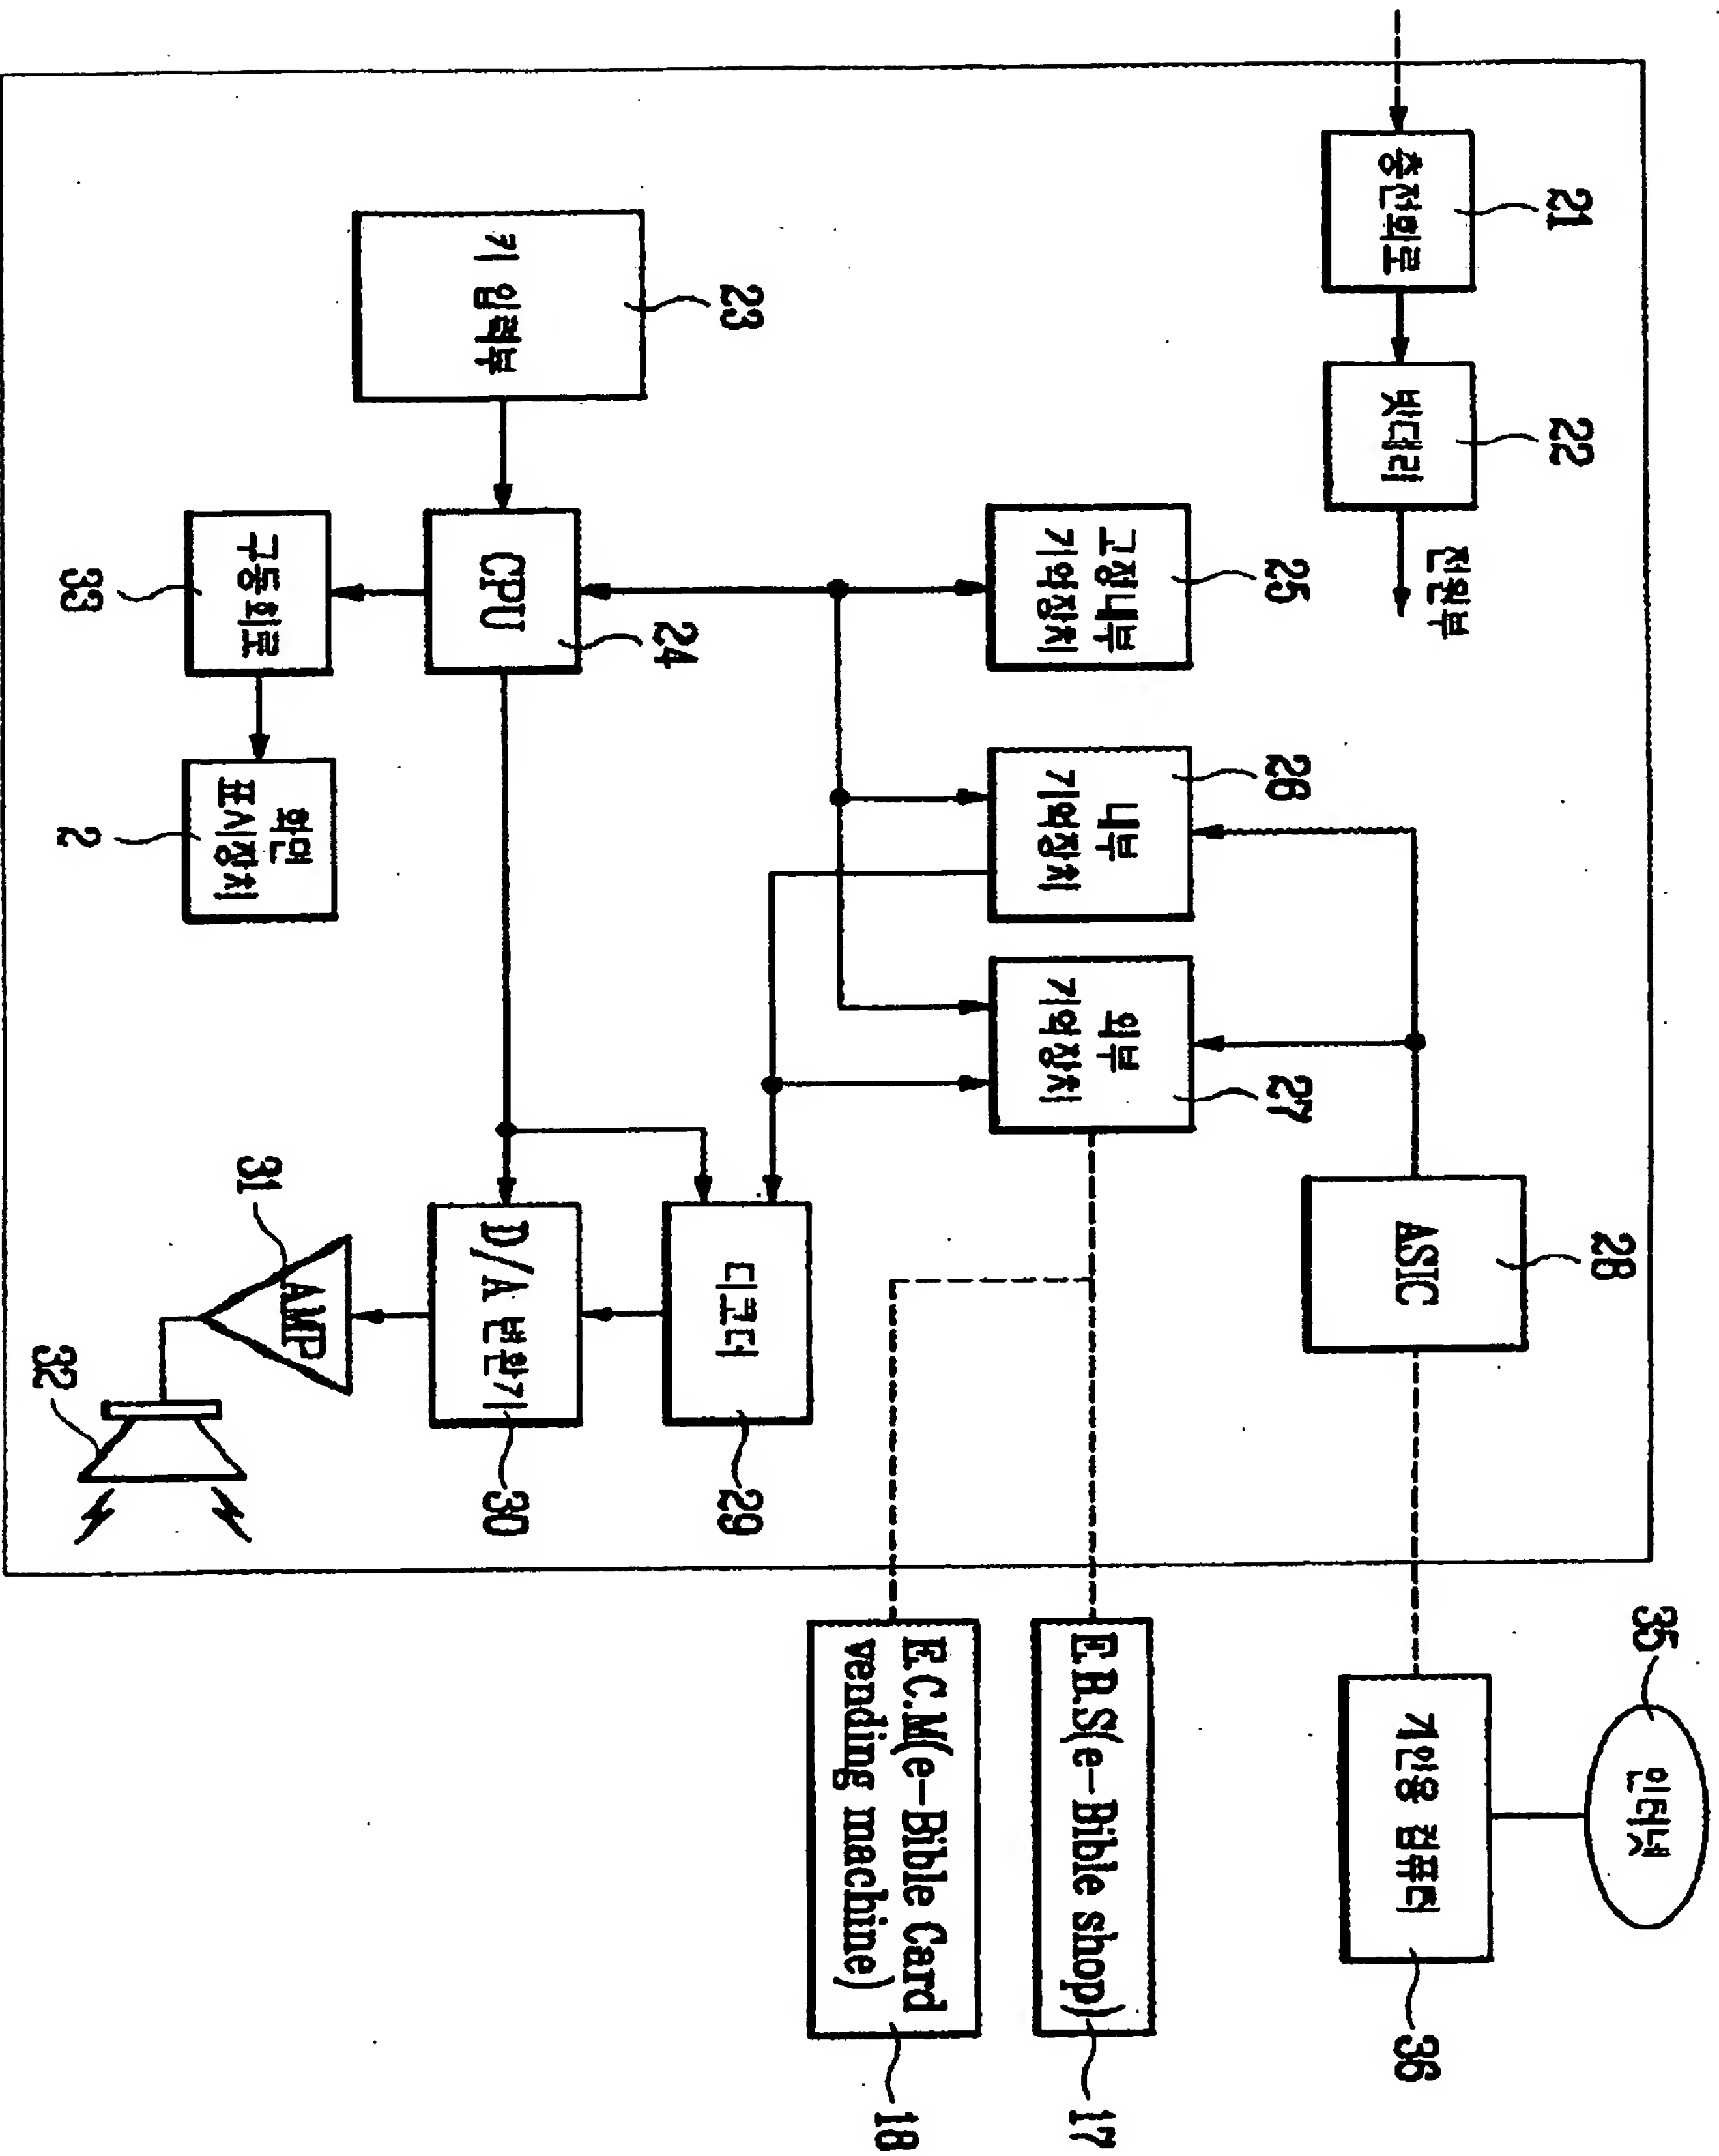 21
충전회로
22
밧데리
전원부
35
인터넷
28
ASIC
개인용 컴퓨터
36
25
고정내부
기억장치
26
내부
기억장치
27
외부
기억장치
E.B.S(e-Bible shop)
17
E.C.M(e-Bible Card
vending machine)
18
23
키 입력부
24
CPU
디코더
29
D/A 변환기
30
33
구동회로
2
화면
표시장치
31
AMP
32